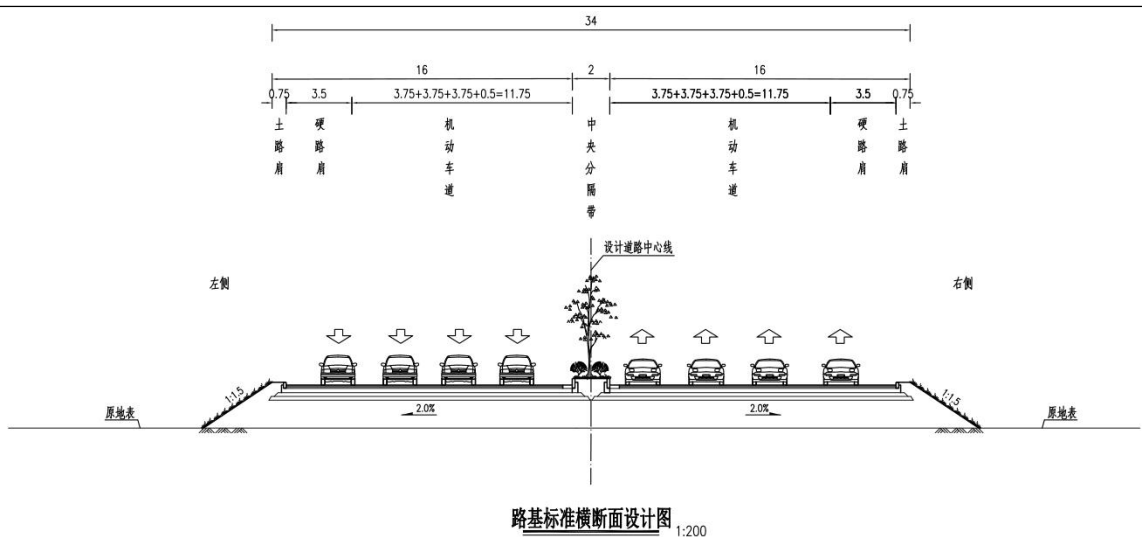 34
16
2
16
0.75
3.5
3.75+3.75+3.75+0.5=11.75
3.75+3.75+3.75+0.5=11.75
3.5
0.75
土路肩
硬路肩
机动车道
中央分隔带
机动车道
硬路肩
土路肩
设计道路中心线
左侧
右侧
1:1.5
1:1.5
原地表
2.0%
2.0%
原地表
路基标准横断面设计图
1:200